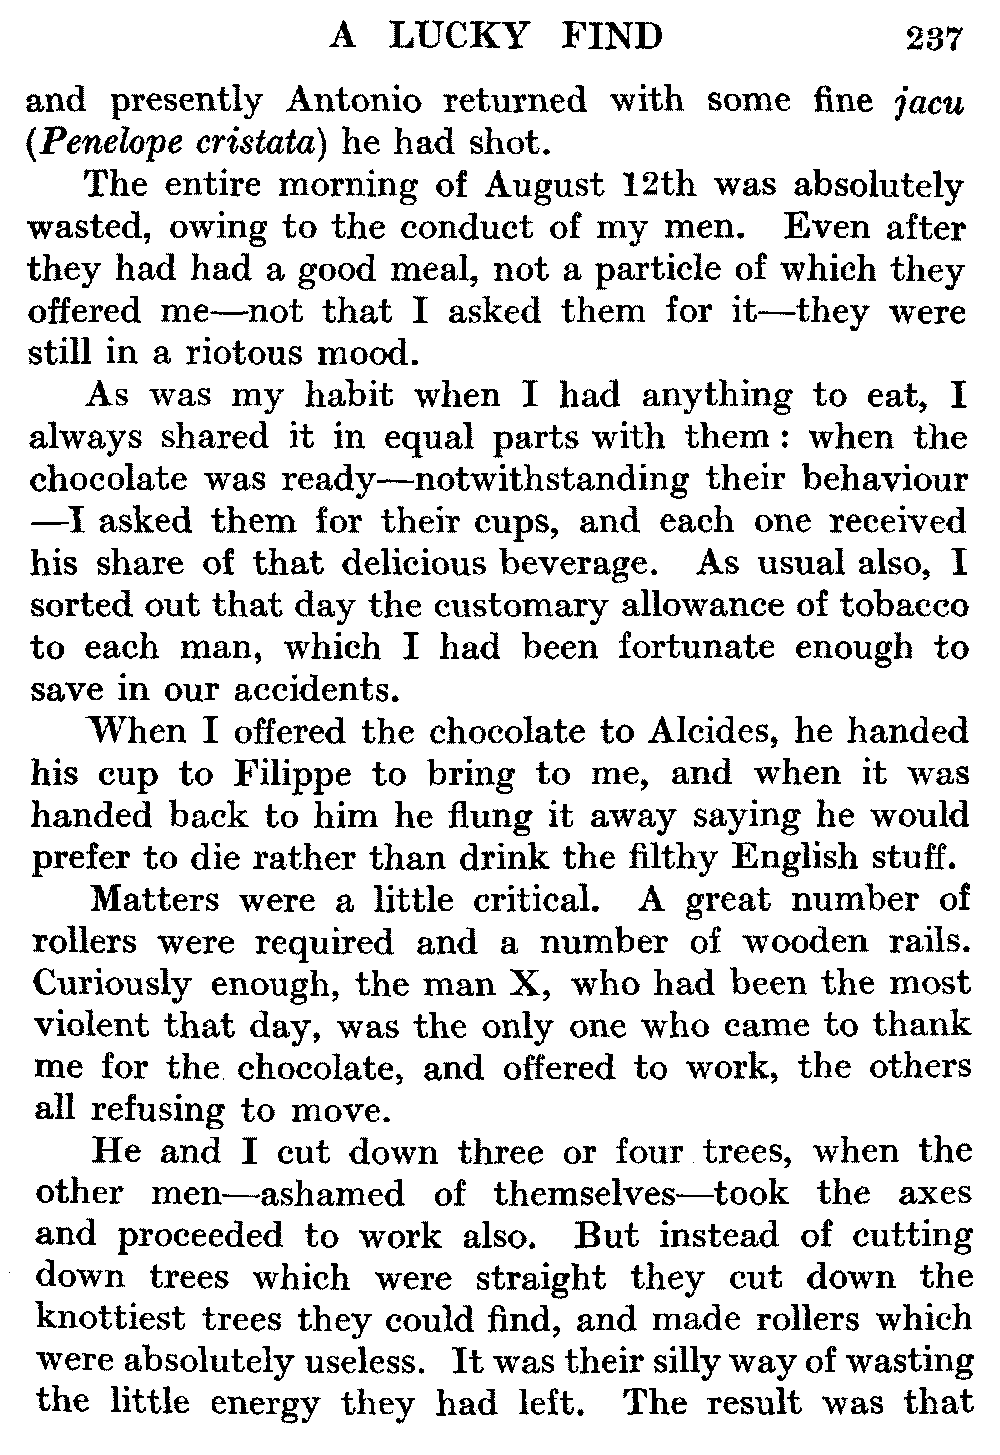 A LUCKY FIND 237
and presently Antonio returned with some fine jacu
(Penelope cristata) he had shot.
The entire morning of August 12th was absolutely
wasted, owing to the conduct of my men. Even after
they had had a good meal, not a particle of which they
offered me—not that I asked them for it—they were
still in a riotous mood.
As was my habit when I had anything to eat, I
always shared it in equal parts with them : when the
chocolate was ready—notwithstanding their behaviour
—I asked them for their cups, and each one received
his share of that delicious beverage. As usual also, I
sorted out that day the customary allowance of tobacco
to each man, which I had been fortunate enough to
save in our accidents.
When I offered the chocolate to Alcides, he handed
his cup to Filippe to bring to me, and when it was
handed back to him he flung it away saying he would
prefer to die rather than drink the filthy English stuff.
Matters were a little critical. A great number of
rollers were required and a number of wooden rails.
Curiously enough, the man X, who had been the most
violent that day, was the only one who came to thank
me for the chocolate, and offered to work, the others
all refusing to move.
He and I cut down three or four trees, when the
other men—ashamed of themselves—took the axes
and proceeded to work also. But instead of cutting
down trees which were straight they cut down the
knottiest trees they could find, and made rollers which
were absolutely useless. It was their silly way of wasting
the little energy they had left. The result was that